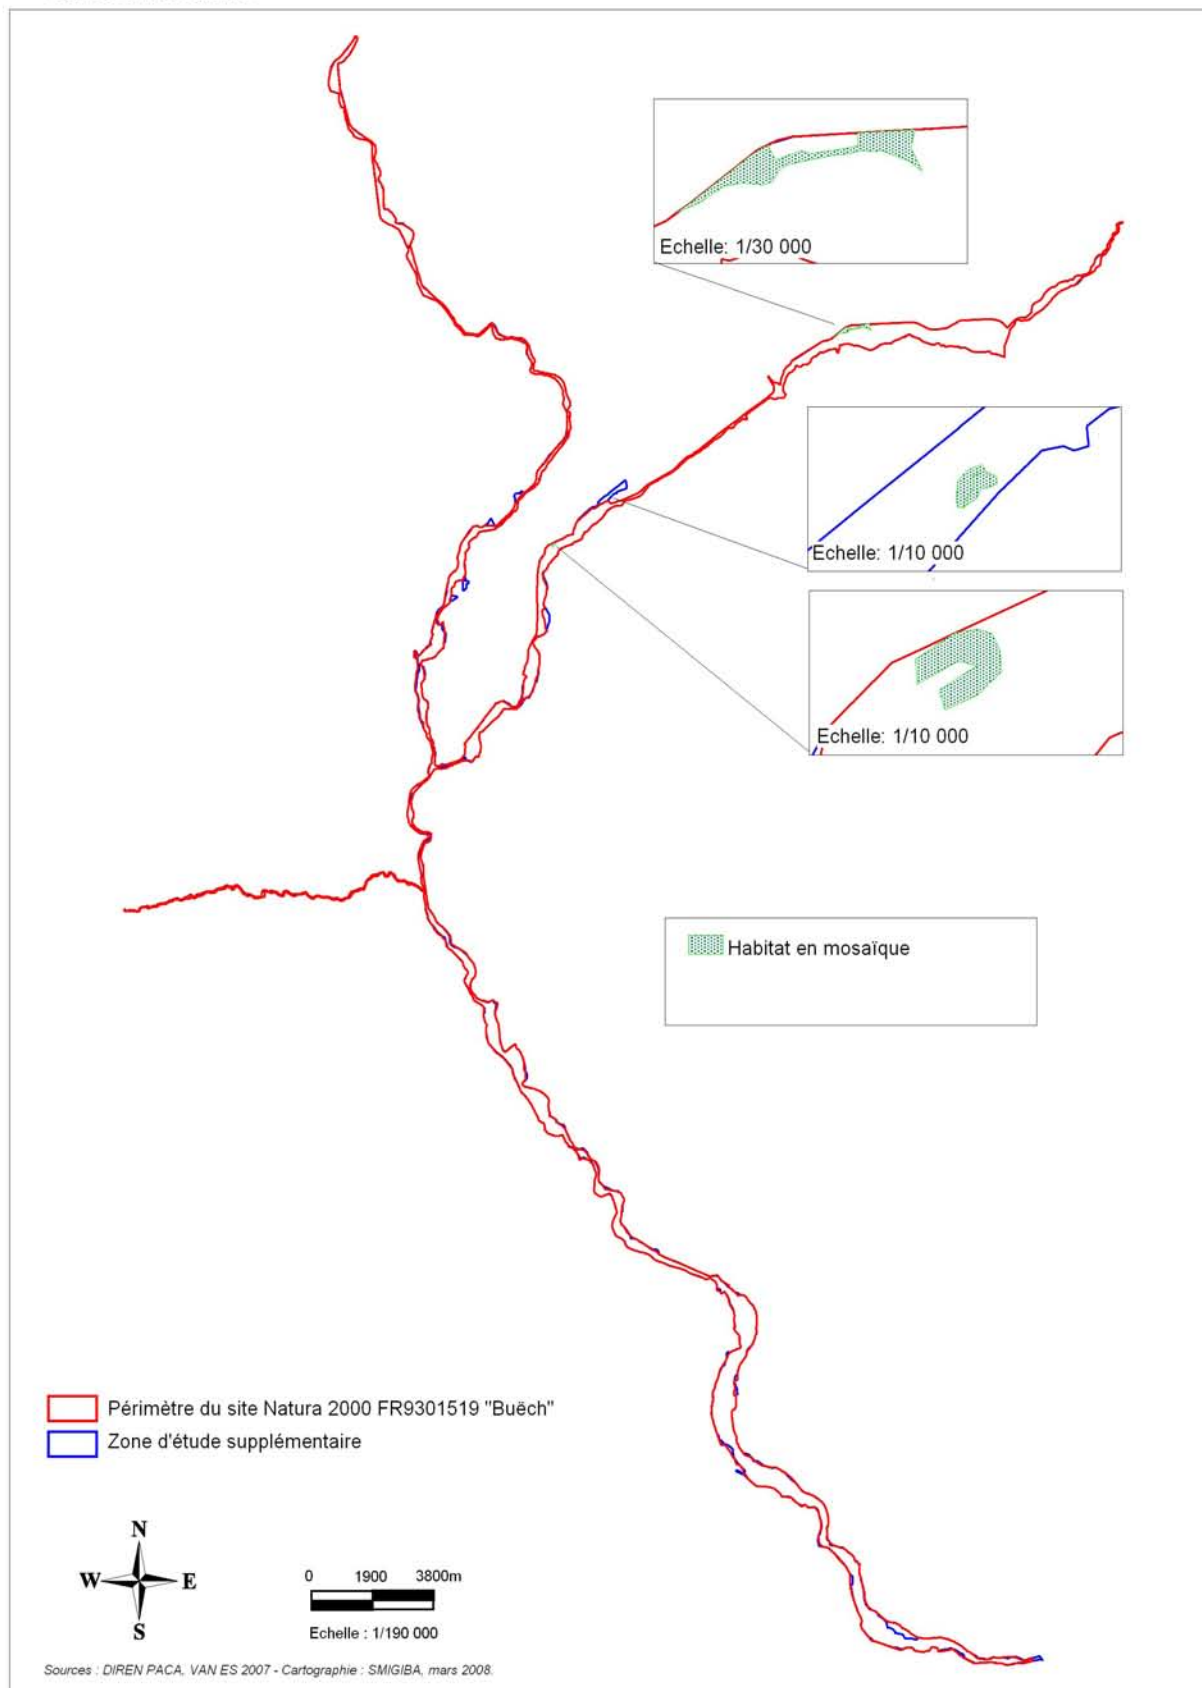 Echelle: 1/30 000
Echelle: 1/10 000
Echelle: 1/10 000
Habitat en mosaïque
Périmètre du site Natura 2000 FR9301519 "Buëch"
Zone d'étude supplémentaire
N
W E
S
0 1900 3800m
Echelle : 1/190 000
Sources : DIREN PACA, VAN ES 2007 - Cartographie : SMIGIBA, mars 2008.